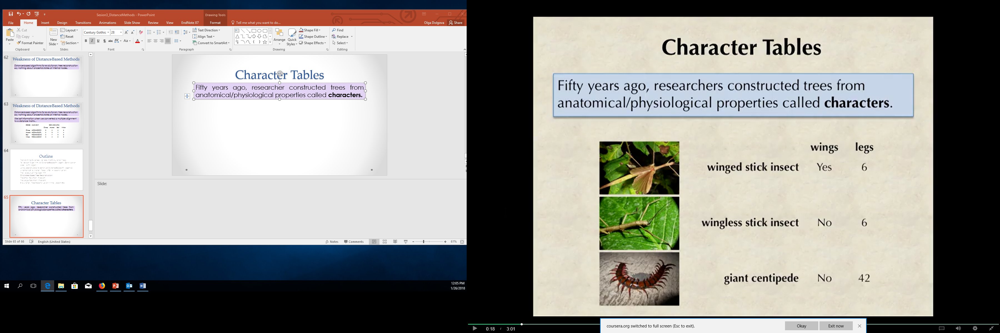 Sesion3_DistanceMethods - PowerPoint
Drawing Tools
File Home Insert Design Transitions Animations Slide Show Review View EndNote X7 Format Tell me what you want to do... Olga Dolgova Share
Cut
Copy
Format Painter
Paste
Clipboard
New Slide
Layout
Reset
Section
Slides
Century Gothic 28
B I U S abc AV Aa A
Font
Text Direction
Align Text
Convert to SmartArt
Paragraph
Arrange
Quick Styles
Shape Fill
Shape Outline
Shape Effects
Drawing
Find
Replace
Select
Editing
62
Weakness of DistanceBased Methods
Distance-based algorithms for evolutionary tree reconstruction
say nothing about ancestral states at internal nodes.
63
Weakness of DistanceBased Methods
Distance-based algorithms for evolutionary tree reconstruction
say nothing about ancestral states at internal nodes.
We lost information when we converted a multiple alignment
to a distance matrix...
64
Outline
65
Character Tables
Fifty years ago, researcher constructed trees from
anatomical/physiological properties called characters.
Character Tables
Fifty years ago, researcher constructed trees from
anatomical/physiological properties called characters.
Slide:
Slide 65 of 66 English (United States) Notes Comments 61%
12:05 PM
1/26/2018
Character Tables
Fifty years ago, researchers constructed trees from
anatomical/physiological properties called characters.
wings legs
winged stick insect Yes 6
wingless stick insect No 6
giant centipede No 42
0:18 / 3:01
coursera.org switched to full screen (Esc to exit). Okay Exit now